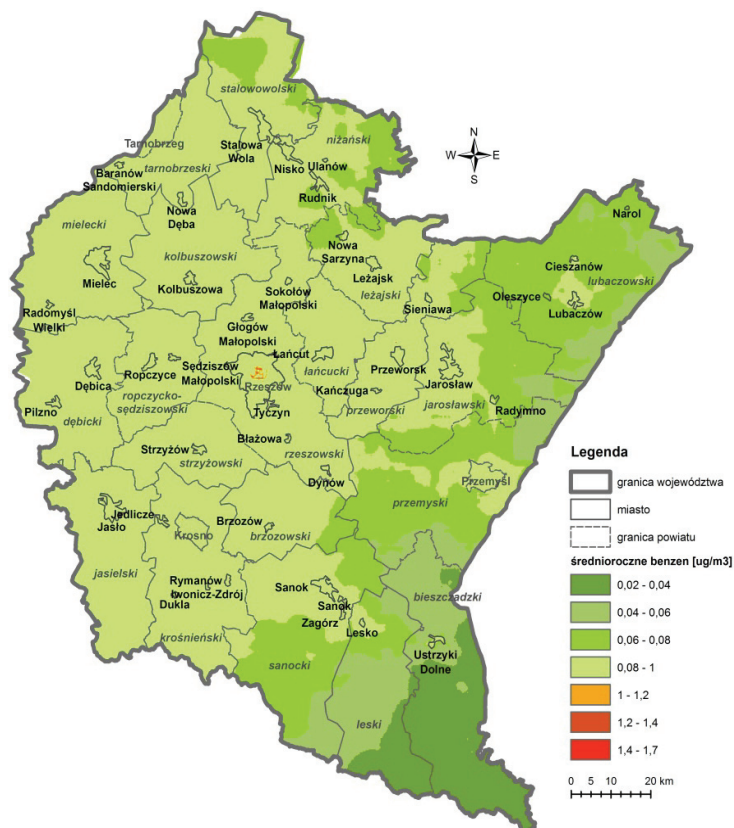 stalowowolski
Tarnobrzeg
Stalowa
Wola
niżański
N
W E
S
tarnobrzeski
Baranów
Sandomierski
Nisko
Ulanów
Rudnik
Nowa
Dęba
Narol
mielecki
Nowa
Sarzyna
kolbuszowski
Cieszanów
lubaczowski
Mielec
Leżajsk
Kolbuszowa
Sokołów
Małopolski
leżajski
Oleszyce
Lubaczów
Sieniawa
Radomyśl
Wielki
Głogów
Małopolski
Łańcut
Ropczyce
Sędziszów
Małopolski
łańcucki
Przeworsk
Dębica
Rzeszów
Kańczuga
Jarosław
ropczycko-
sędziszowski
przeworski
Pilzno
dębicki
Tyczyn
jarosławski
Radymno
Błażowa
rzeszowski
Strzyżów
strzyżowski
Dynów
Przemyśl
przemyski
Jedlicze
Jasło
Krosno
Brzozów
brzozowski
jasielski
Rymanów
Iwonicz-Zdrój
Dukla
Sanok
Sanok
Zagórz
Lesko
bieszczadzki
Ustrzyki
Dolne
krośnieński
sanocki
leski
Legenda
granica województwa
miasto
granica powiatu
średnioroczne benzen [ug/m3]
0,02 - 0,04
0,04 - 0,06
0,06 - 0,08
0,08 - 1
1 - 1,2
1,2 - 1,4
1,4 - 1,7
0 5 10 20 km